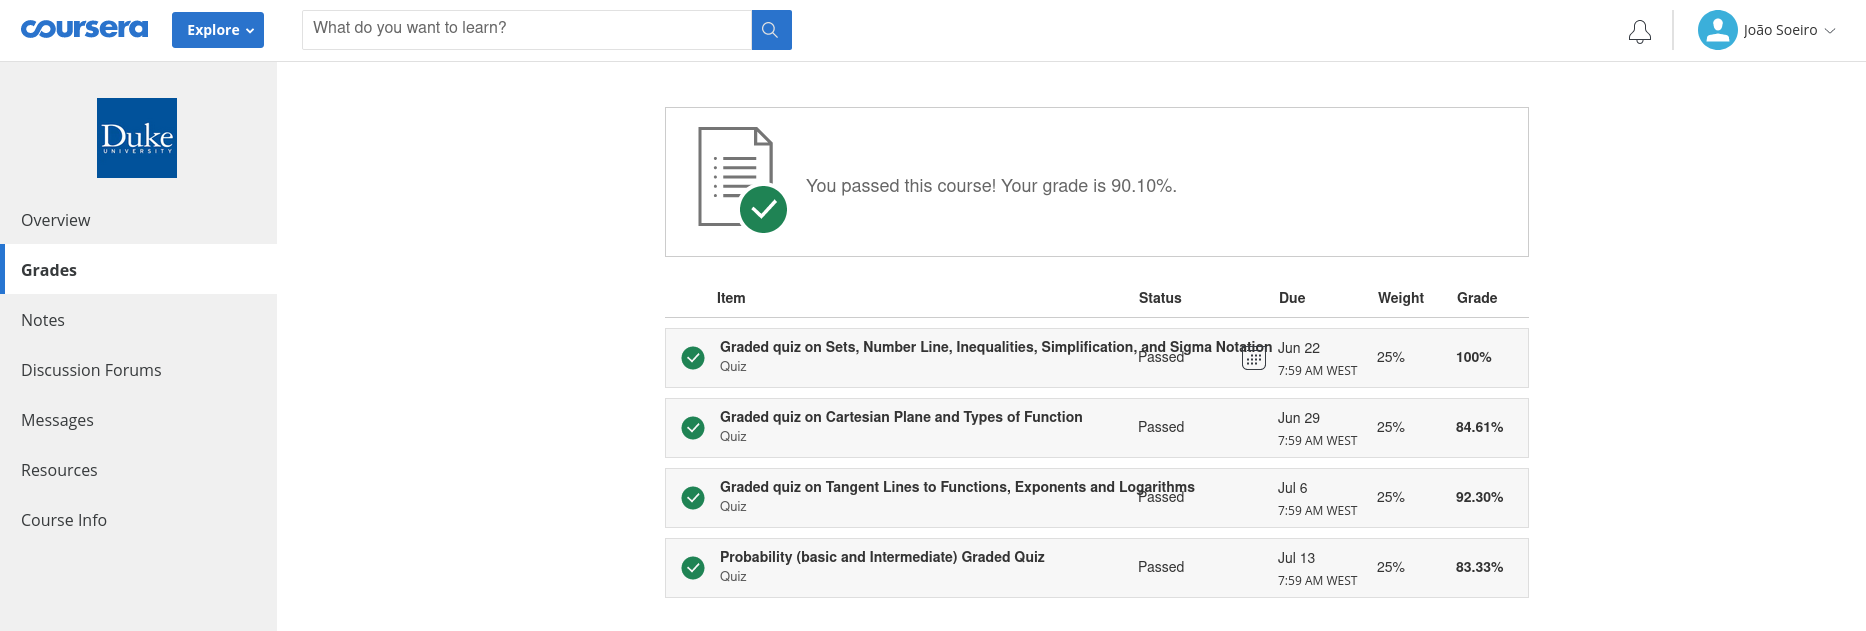 coursera Explore What do you want to learn? João Soeiro
Duke
UNIVERSITY
Overview
Grades
Notes
Discussion Forums
Messages
Resources
Course Info
You passed this course! Your grade is 90.10%.
Item Status Due Weight Grade
Graded quiz on Sets, Number Line, Inequalities, Simplification, and Sigma Notation
Quiz
Passed
Jun 22
7:59 AM WEST
25%
100%
Graded quiz on Cartesian Plane and Types of Function
Quiz
Passed
Jun 29
7:59 AM WEST
25%
84.61%
Graded quiz on Tangent Lines to Functions, Exponents and Logarithms
Quiz
Passed
Jul 6
7:59 AM WEST
25%
92.30%
Probability (basic and Intermediate) Graded Quiz
Quiz
Passed
Jul 13
7:59 AM WEST
25%
83.33%